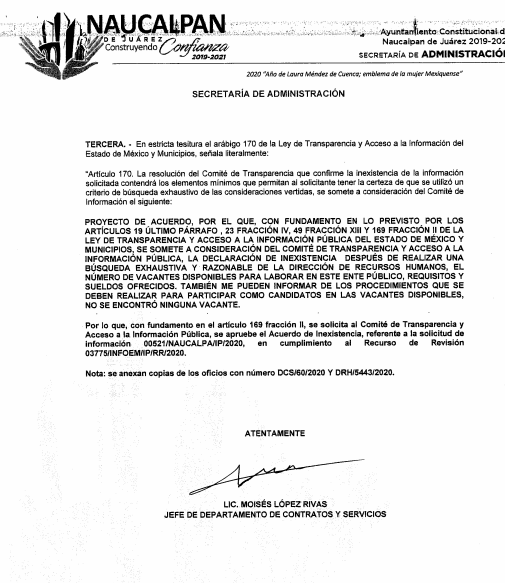 NAUCALPAN
DE JUÁREZ
Construyendo Confianza
2019-2021
Ayuntamiento Constitucional d
Naucalpan de Juárez 2019-202
SECRETARÍA DE ADMINISTRACIÓN
2020 "Año de Laura Méndez de Cuenca; emblema de la mujer Mexiquense"
SECRETARÍA DE ADMINISTRACIÓN
TERCERA. - En estricta tesitura el arábigo 170 de la Ley de Transparencia y Acceso a la Información del
Estado de México y Municipios, señala literalmente:
"Artículo 170. La resolución del Comité de Transparencia que confirme la inexistencia de la información
solicitada contendrá los elementos mínimos que permitan al solicitante tener la certeza de que se utilizó un
criterio de búsqueda exhaustivo de las consideraciones vertidas, se somete a consideración del Comité de
Información el siguiente:
PROYECTO DE ACUERDO, POR EL QUE, CON FUNDAMENTO EN LO PREVISTO POR LOS
ARTÍCULOS 19 ÚLTIMO PÁRRAFO , 23 FRACCIÓN IV, 49 FRACCIÓN XIII Y 169 FRACCIÓN II DE LA
LEY DE TRANSPARENCIA Y ACCESO A LA INFORMACIÓN PÚBLICA DEL ESTADO DE MÉXICO Y
MUNICIPIOS, SE SOMETE A CONSIDERACIÓN DEL COMITÉ DE TRANSPARENCIA Y ACCESO A LA
INFORMACIÓN PÚBLICA, LA DECLARACIÓN DE INEXISTENCIA DESPUÉS DE REALIZAR UNA
BÚSQUEDA EXHAUSTIVA Y RAZONABLE DE LA DIRECCIÓN DE RECURSOS HUMANOS, EL
NÚMERO DE VACANTES DISPONIBLES PARA LABORAR EN ESTE ENTE PÚBLICO, REQUISITOS Y
SUELDOS OFRECIDOS. TAMBIÉN ME PUEDEN INFORMAR DE LOS PROCEDIMIENTOS QUE SE
DEBEN REALIZAR PARA PARTICIPAR COMO CANDIDATOS EN LAS VACANTES DISPONIBLES,
NO SE ENCONTRÓ NINGUNA VACANTE.
Por lo que, con fundamento en el artículo 169 fracción II, se solicita al Comité de Transparencia y
Acceso a la Información Pública, se apruebe el Acuerdo de Inexistencia, referente a la solicitud de
información 00521/NAUCALPA/IP/2020, en cumplimiento al Recurso de Revisión
03775/INFOEM/IP/RR/2020.
Nota: se anexan copias de los oficios con número DCS/60/2020 Y DRH/5443/2020.
ATENTAMENTE
LIC. MOISÉS LÓPEZ RIVAS
JEFE DE DEPARTAMENTO DE CONTRATOS Y SERVICIOS